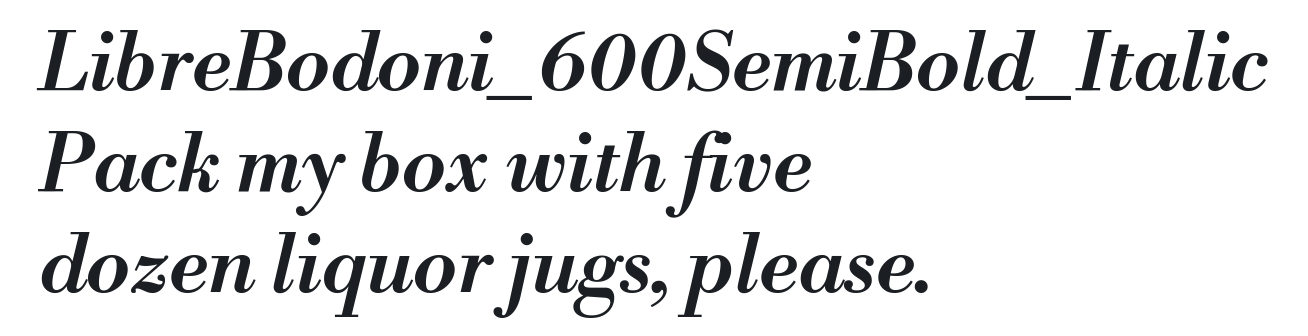 LibreBodoni_600SemiBold_Italic
Pack my box with five
dozen liquor jugs, please.